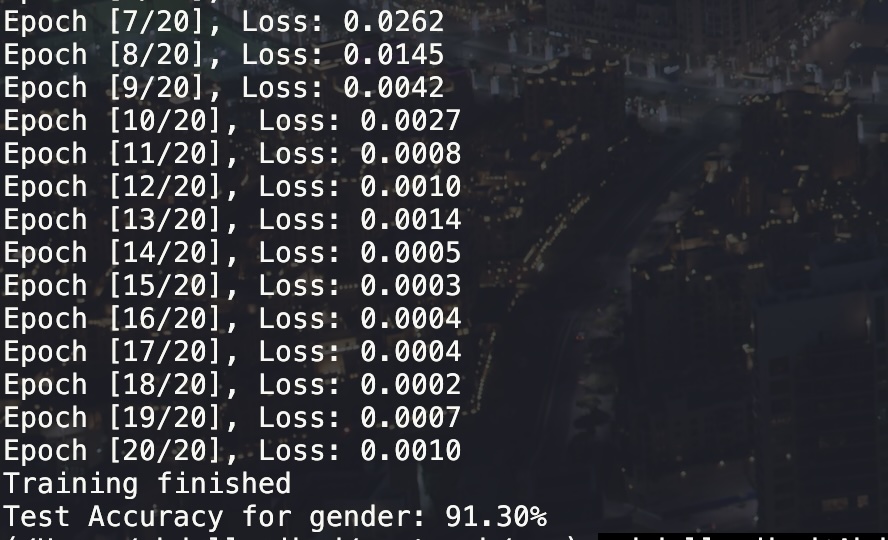 Epoch [7/20], Loss: 0.0262
Epoch [8/20], Loss: 0.0145
Epoch [9/20], Loss: 0.0042
Epoch [10/20], Loss: 0.0027
Epoch [11/20], Loss: 0.0008
Epoch [12/20], Loss: 0.0010
Epoch [13/20], Loss: 0.0014
Epoch [14/20], Loss: 0.0005
Epoch [15/20], Loss: 0.0003
Epoch [16/20], Loss: 0.0004
Epoch [17/20], Loss: 0.0004
Epoch [18/20], Loss: 0.0002
Epoch [19/20], Loss: 0.0007
Epoch [20/20], Loss: 0.0010
Training finished
Test Accuracy for gender: 91.30%